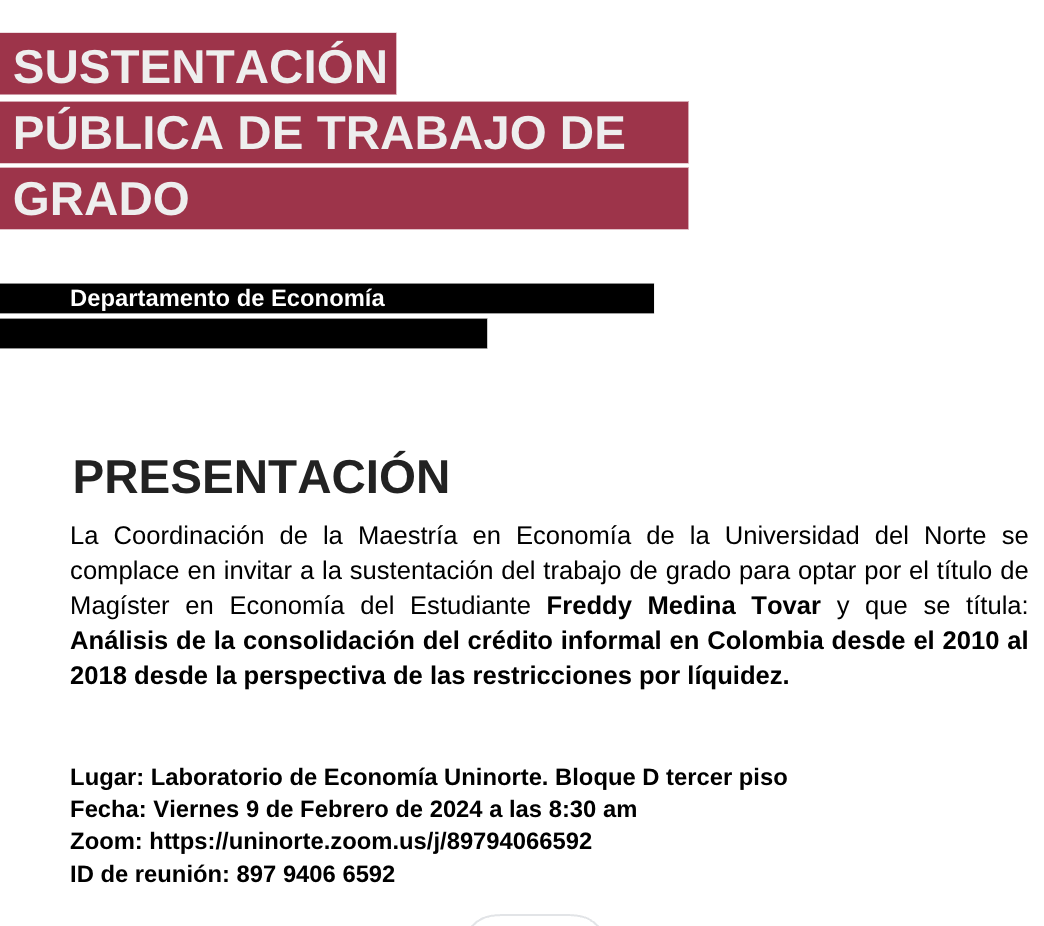 SUSTENTACIÓN
PÚBLICA DE TRABAJO DE
GRADO
Departamento de Economía
PRESENTACIÓN
La Coordinación de la Maestría en Economía de la Universidad del Norte se
complace en invitar a la sustentación del trabajo de grado para optar por el título de
Magíster en Economía del Estudiante Freddy Medina Tovar y que se títula:
Análisis de la consolidación del crédito informal en Colombia desde el 2010 al
2018 desde la perspectiva de las restricciones por líquidez.
Lugar: Laboratorio de Economía Uninorte. Bloque D tercer piso
Fecha: Viernes 9 de Febrero de 2024 a las 8:30 am
Zoom: https://uninorte.zoom.us/j/89794066592
ID de reunión: 897 9406 6592